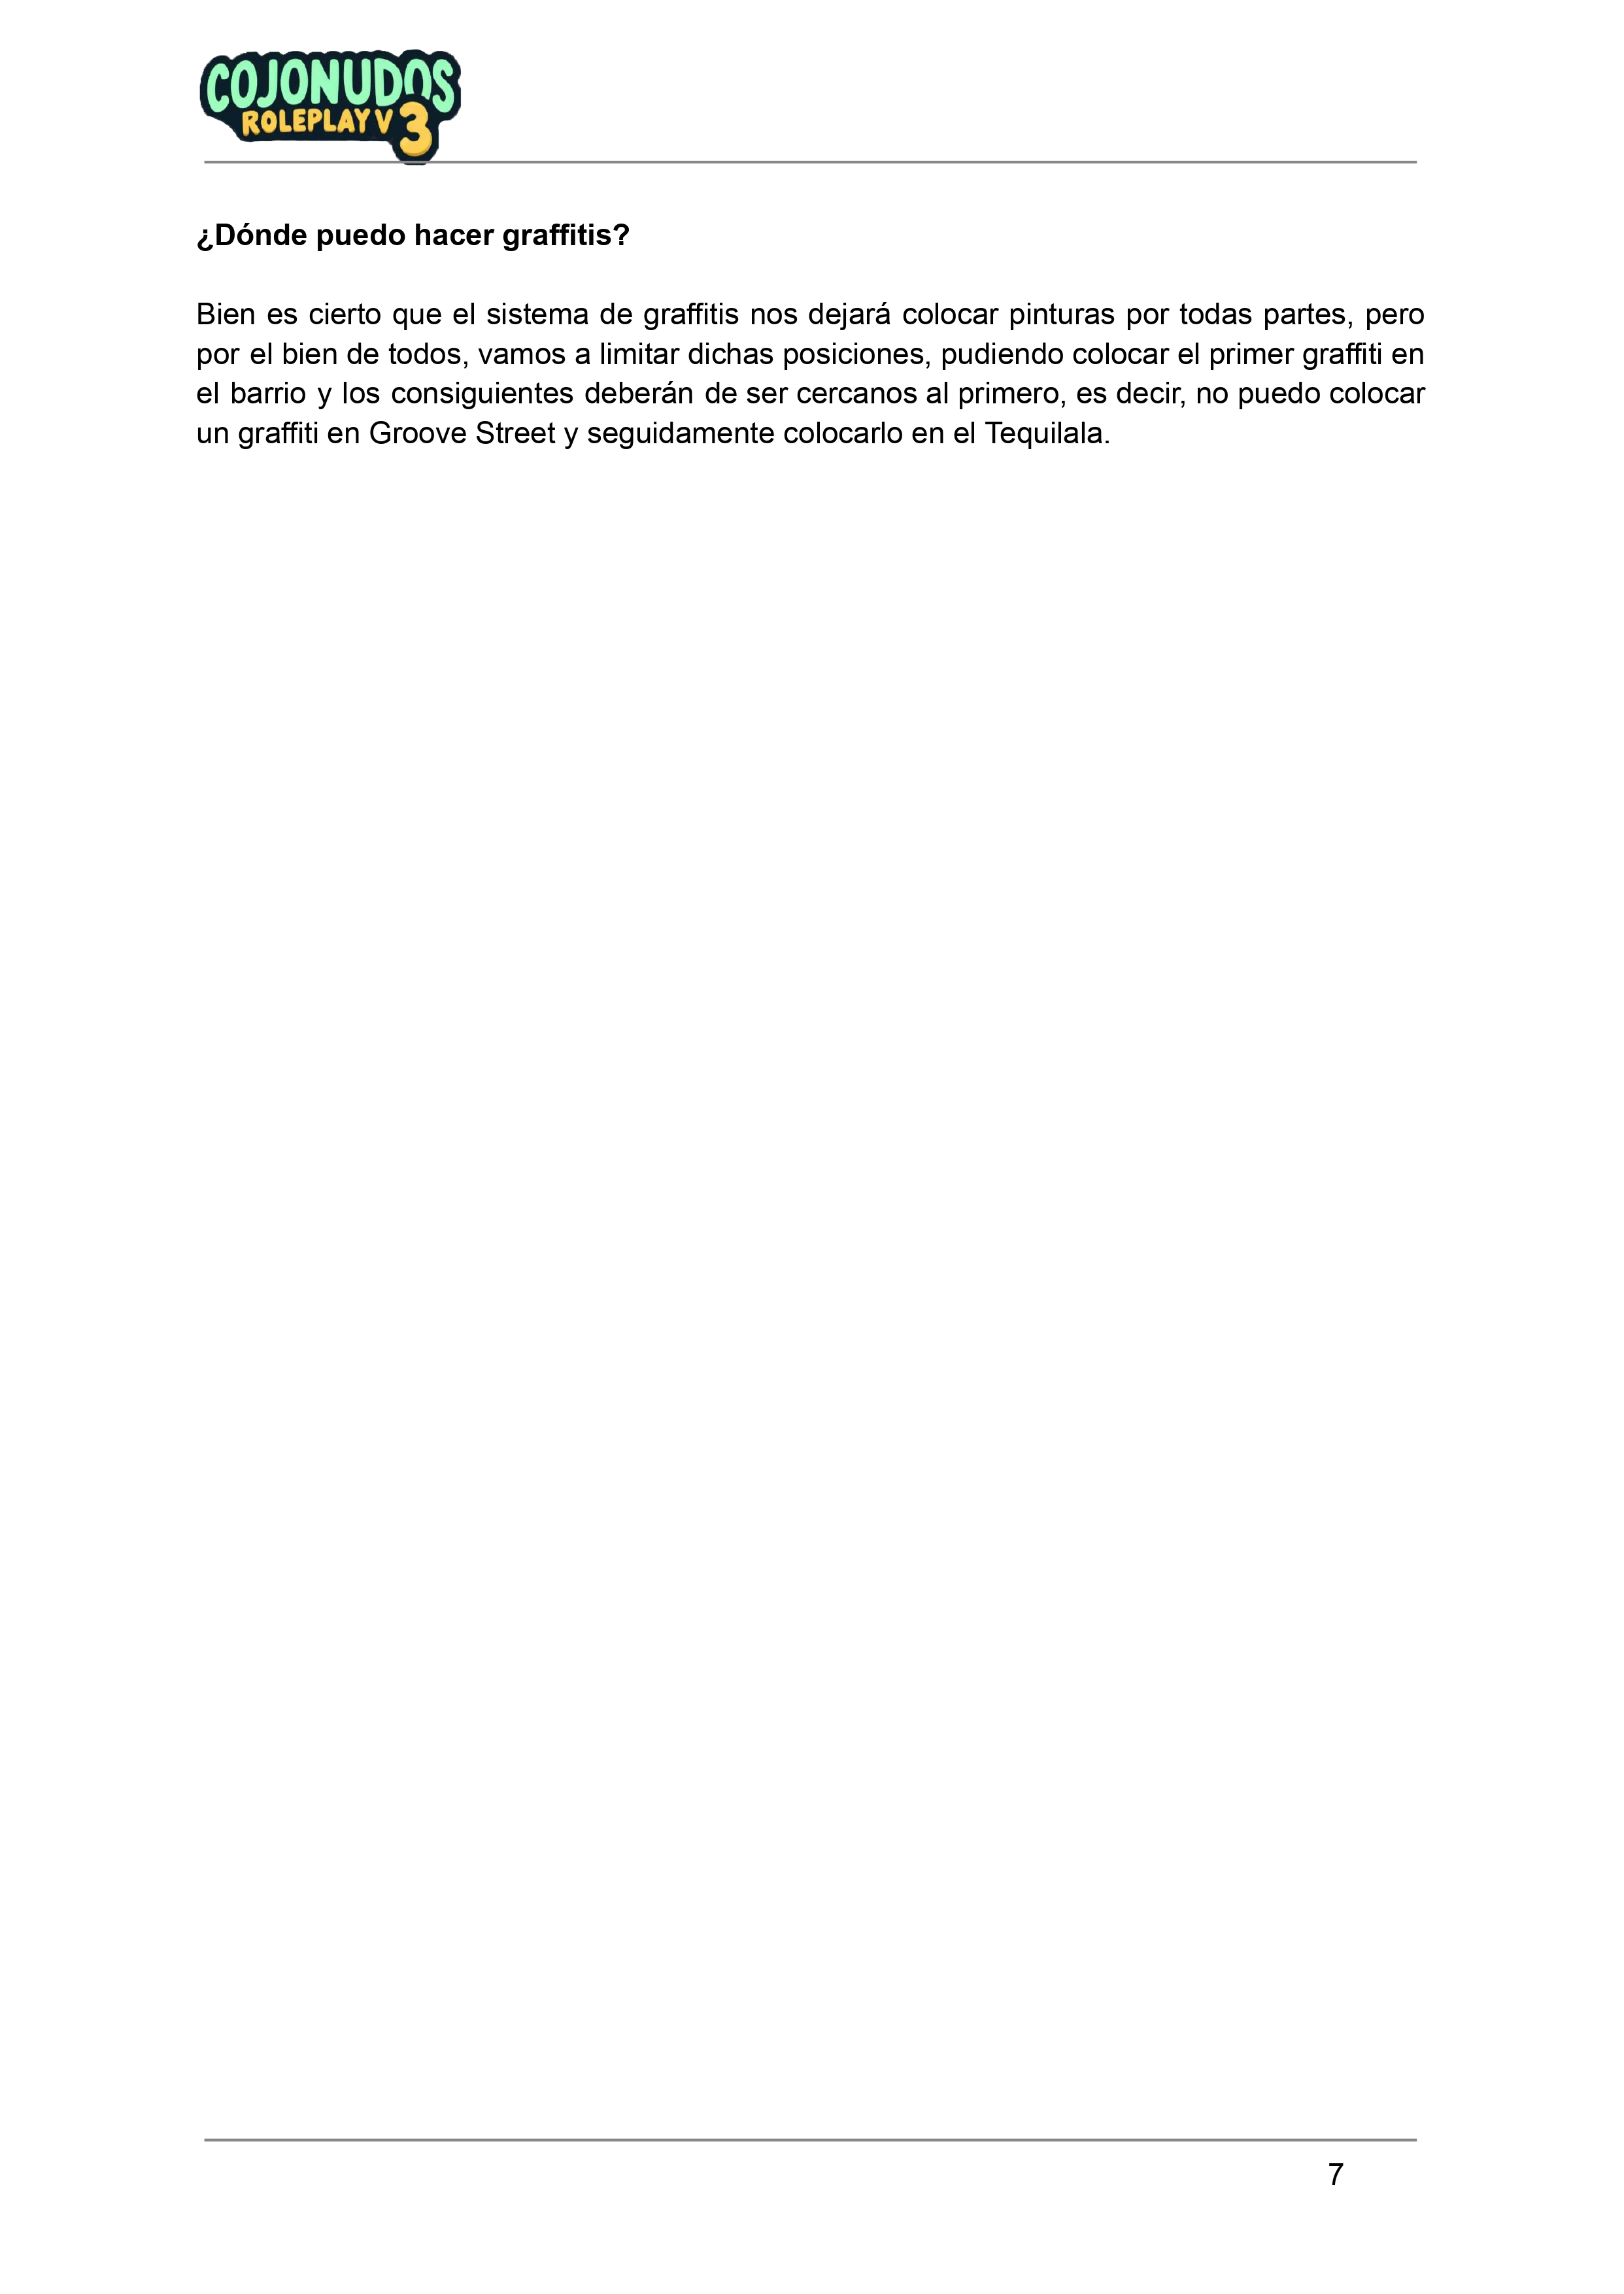 COJONUDOS
ROLEPLAY V 3
¿Dónde puedo hacer graffitis?
Bien es cierto que el sistema de graffitis nos dejará colocar pinturas por todas partes, pero
por el bien de todos, vamos a limitar dichas posiciones, pudiendo colocar el primer graffiti en
el barrio y los consiguientes deberán de ser cercanos al primero, es decir, no puedo colocar
un graffiti en Groove Street y seguidamente colocarlo en el Tequilala.
7